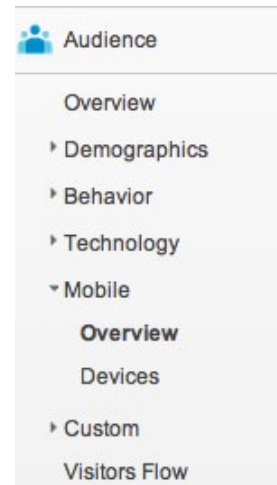 Audience
Overview
Demographics
Behavior
Technology
Mobile
Overview
Devices
Custom
Visitors Flow